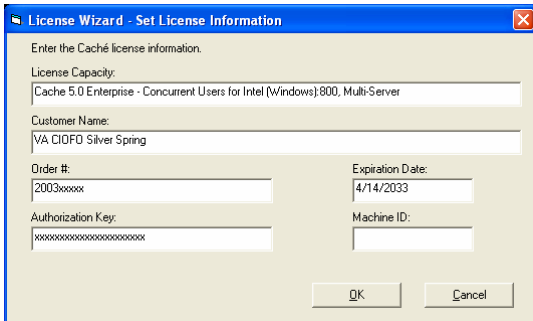 License Wizard - Set License Information
Enter the Caché license information.
License Capacity:
Cache 5.0 Enterprise - Concurrent Users for Intel (Windows):800, Multi-Server
Customer Name:
VA CIOFO Silver Spring
Order #: Expiration Date:
2003xxxxx 4/14/2033
Authorization Key: Machine ID:
xxxxxxxxxxxxxxxxxxxxxx
OK Cancel